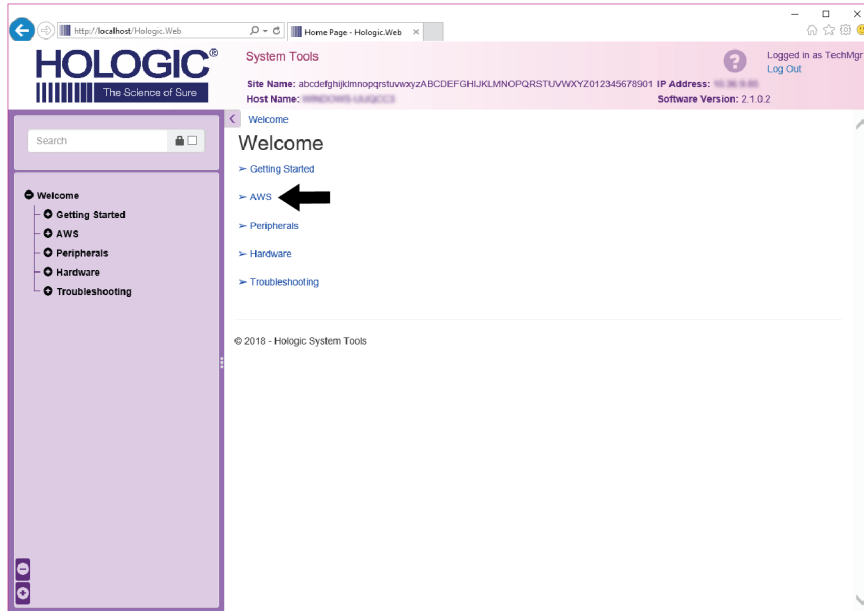 http://localhost/Hologic.Web
Home Page - Hologic.Web
HOLOGIC®
The Science of Sure
System Tools
Logged in as TechMgr
Log Out
Site Name: abcdefghijklmnopqrstuvwxyzABCDEFGHIJKLMNOPQRSTUVWXYZ012345678901 IP Address:
Host Name:
Software Version: 2.1.0.2
Search
Welcome
Getting Started
AWS
Peripherals
Hardware
Troubleshooting
Welcome
Welcome
➢ Getting Started
➢ AWS
➢ Peripherals
➢ Hardware
➢ Troubleshooting
© 2018 - Hologic System Tools